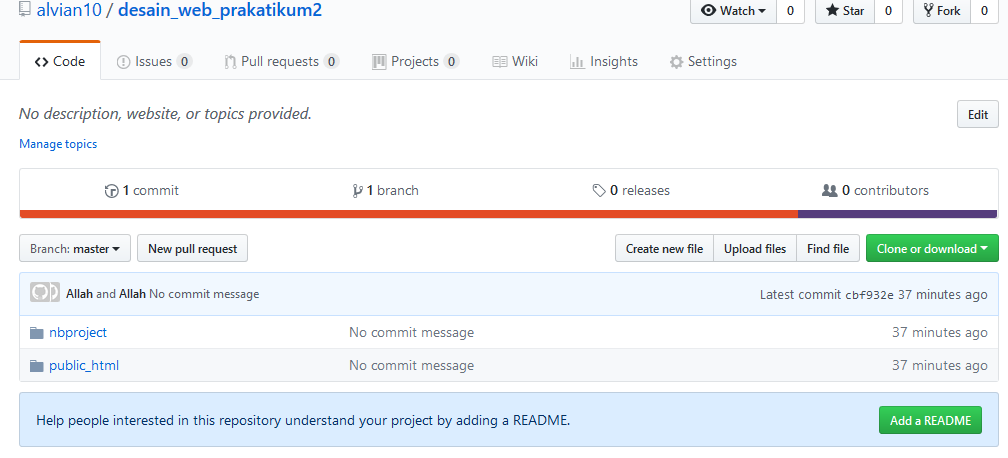 alvian10 / desain_web_prakatikum2 Watch 0 Star 0 Fork 0
Code Issues 0 Pull requests 0 Projects 0 Wiki Insights Settings
No description, website, or topics provided. Edit
Manage topics
1 commit 1 branch 0 releases 0 contributors
Branch: master New pull request Create new file Upload files Find file Clone or download
Allah and Allah No commit message Latest commit cbf932e 37 minutes ago
nbproject No commit message 37 minutes ago
public_html No commit message 37 minutes ago
Help people interested in this repository understand your project by adding a README. Add a README